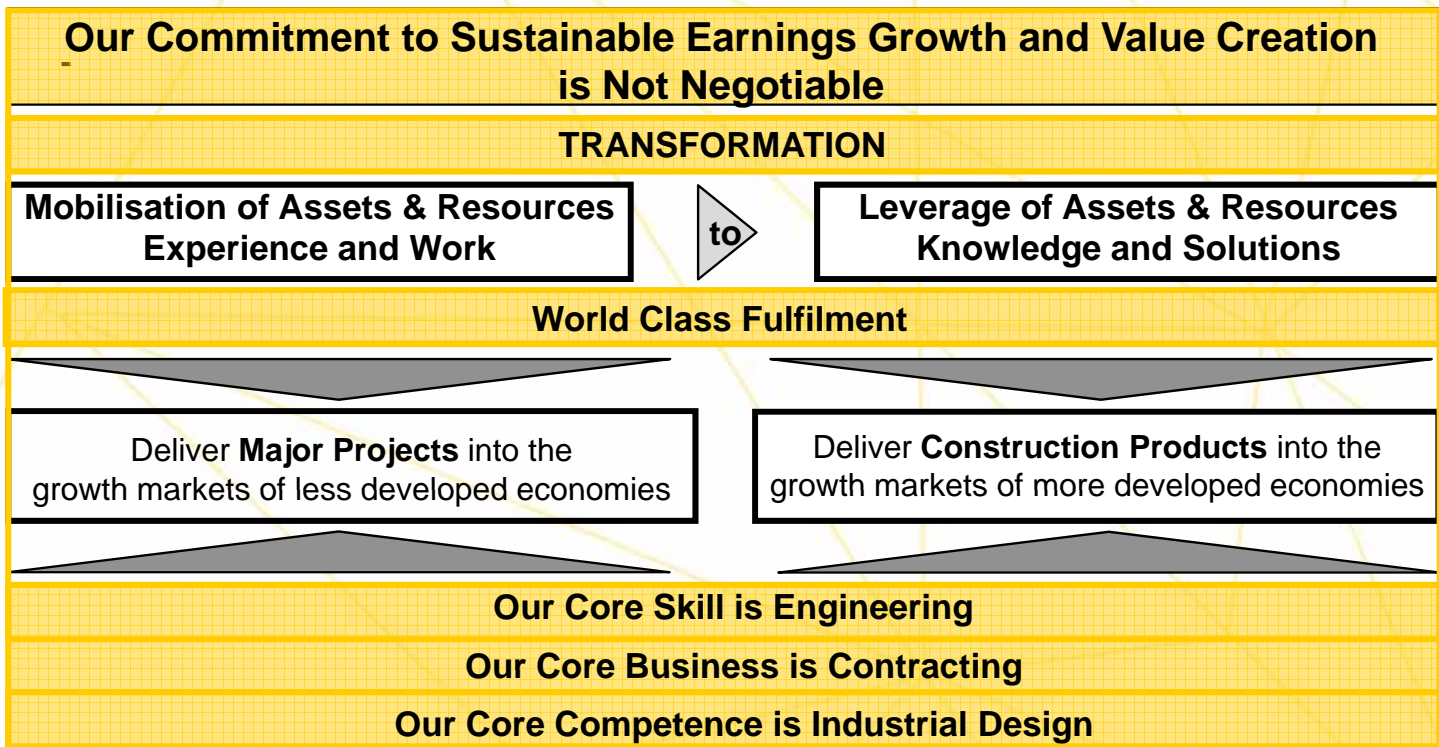 Our Commitment to Sustainable Earnings Growth and Value Creation
is Not Negotiable
TRANSFORMATION
Mobilisation of Assets & Resources
Experience and Work
to
Leverage of Assets & Resources
Knowledge and Solutions
World Class Fulfilment
Deliver Major Projects into the
growth markets of less developed economies
Deliver Construction Products into the
growth markets of more developed economies
Our Core Skill is Engineering
Our Core Business is Contracting
Our Core Competence is Industrial Design